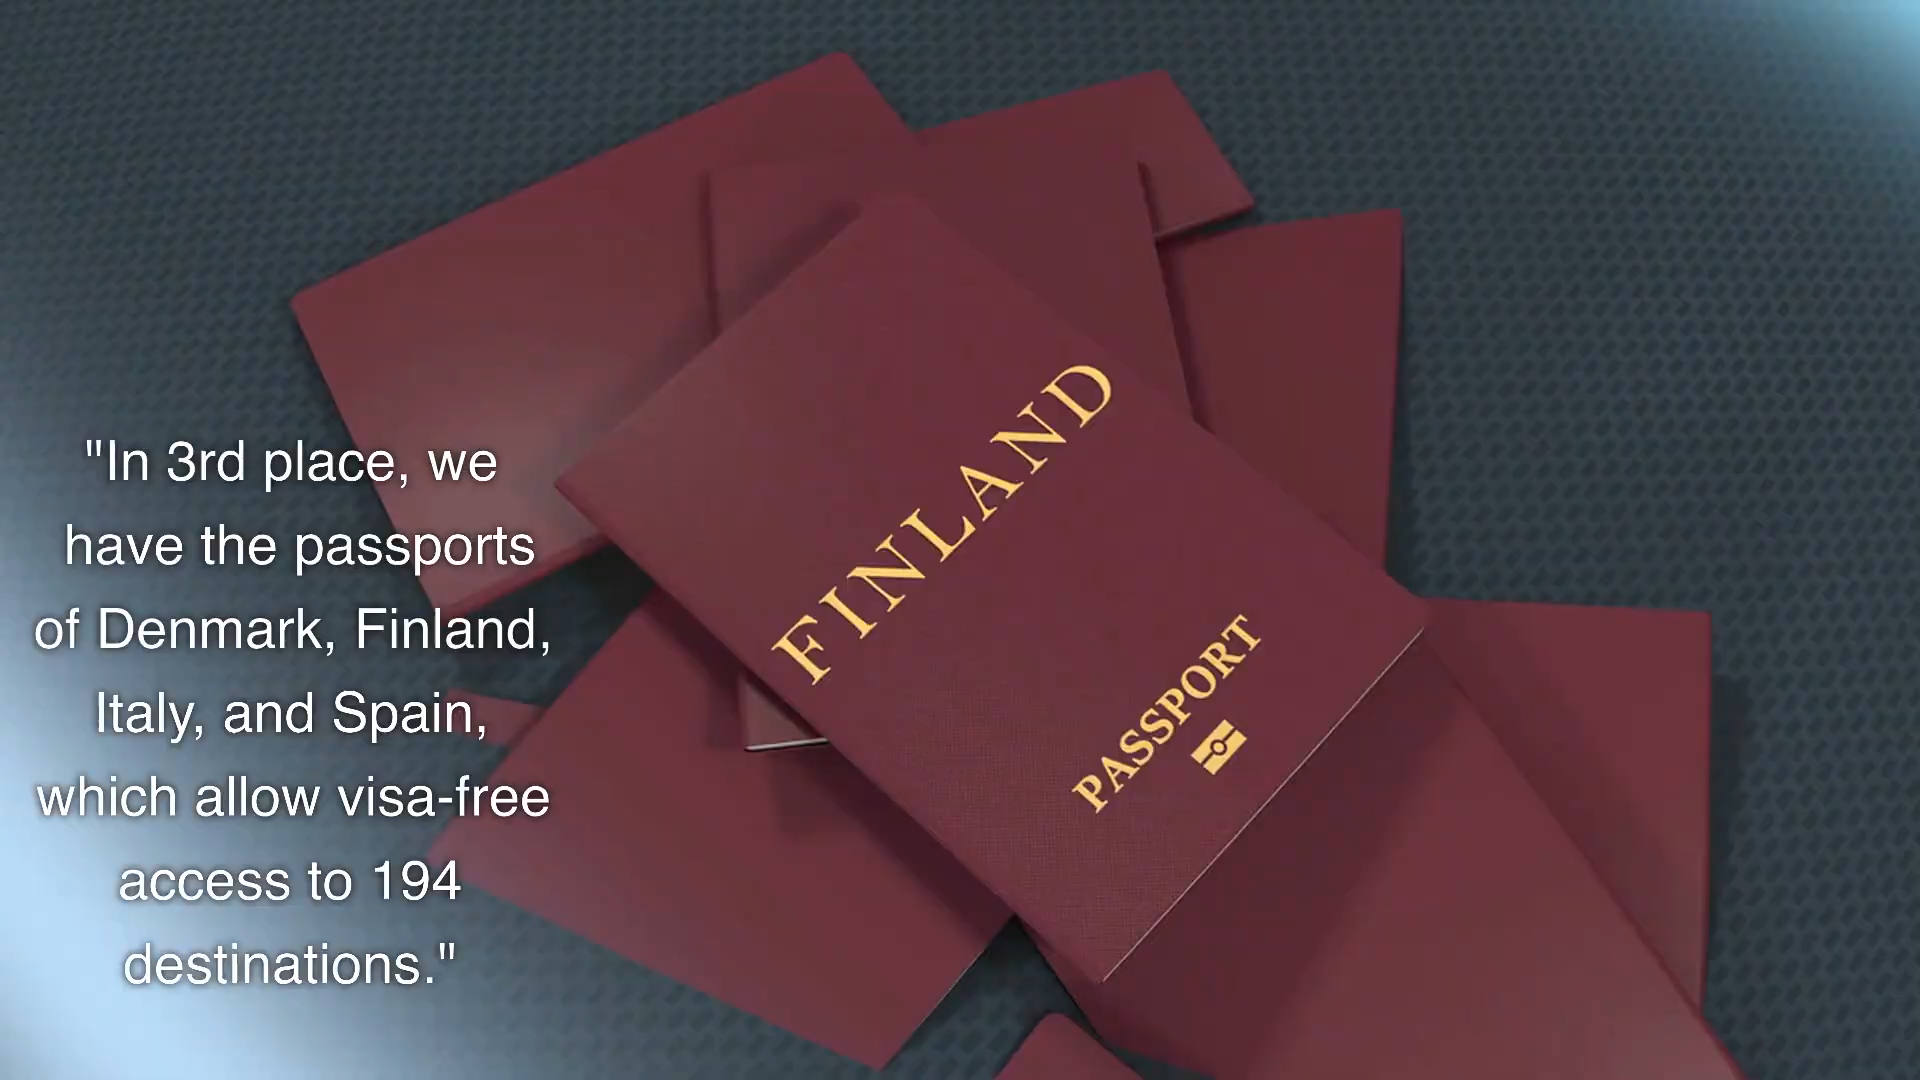 "In 3rd place, we
have the passports
of Denmark, Finland,
Italy, and Spain,
which allow visa-free
access to 194
destinations."
FINLAND
PASSPORT